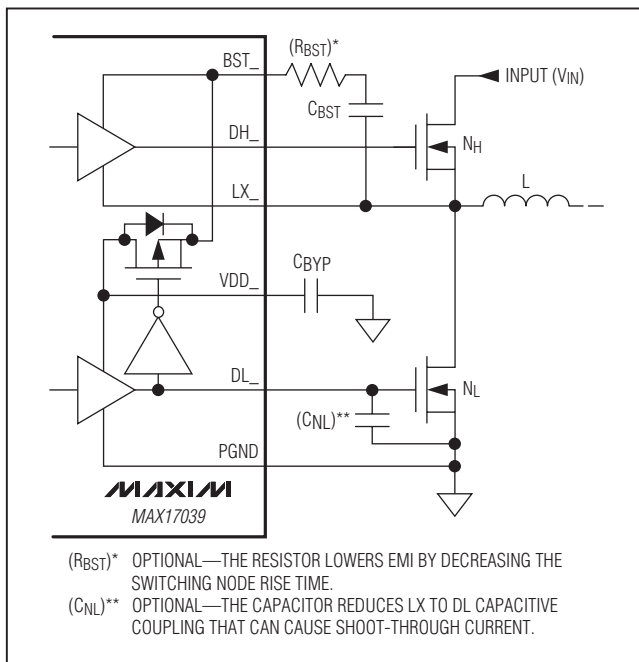 BST_
(RBST)*
CBST
INPUT (VIN)
DH_
NH
LX_
L
CBYP
VDD_
DL_
NL
(CNL)**
PGND
MAXIM
MAX17039
(RBST)* OPTIONAL—THE RESISTOR LOWERS EMI BY DECREASING THE
SWITCHING NODE RISE TIME.
(CNL)** OPTIONAL—THE CAPACITOR REDUCES LX TO DL CAPACITIVE
COUPLING THAT CAN CAUSE SHOOT-THROUGH CURRENT.